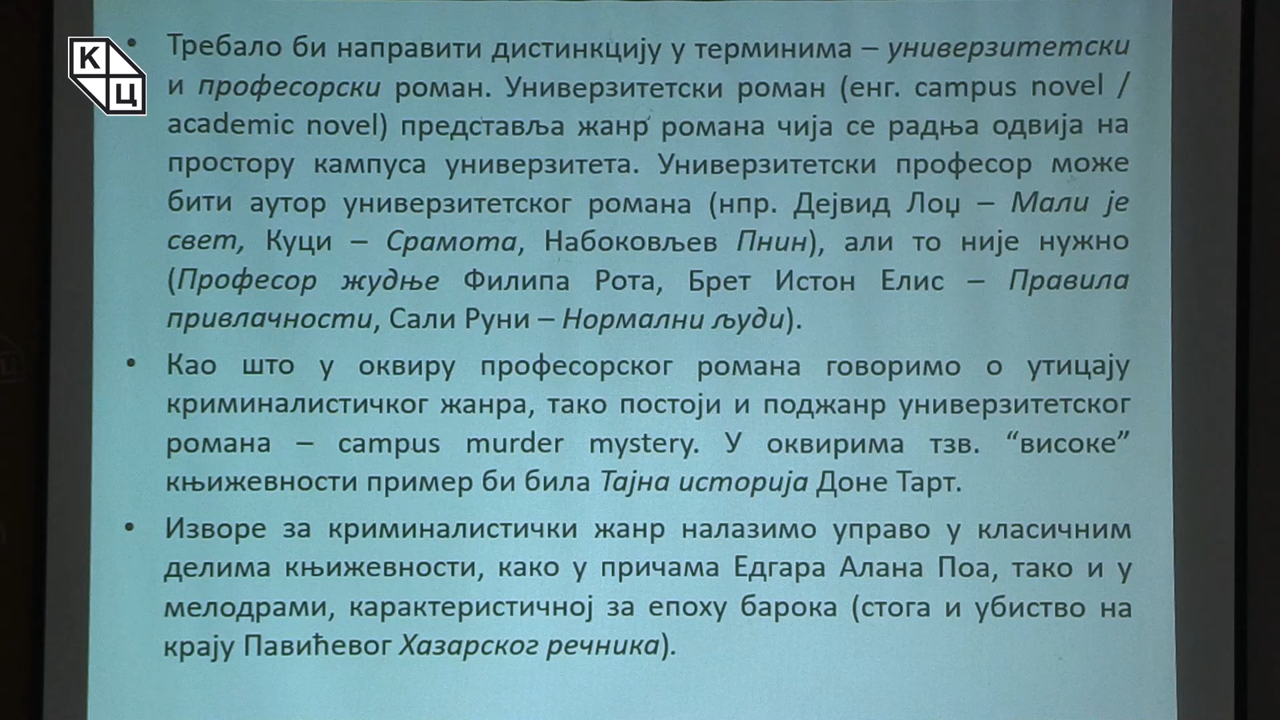 КЦ
• Требало би направити дистинкцију у терминима – универзитетски
и професорски роман. Универзитетски роман (енг. campus novel /
academic novel) представља жанр романа чија се радња одвија на
простору кампуса универзитета. Универзитетски професор може
бити аутор универзитетског романа (нпр. Дејвид Лоџ – Мали је
свет, Куци – Срамота, Набоковљев Пнин), али то није нужно
(Професор жудње Филипа Рота, Брет Истон Елис – Правила
привлачности, Сали Руни – Нормални људи).
• Као што у оквиру професорског романа говоримо о утицају
криминалистичког жанра, тако постоји и поджанр универзитетског
романа – campus murder mystery. У оквирима тзв. “високе”
књижевности пример би била Тајна историја Доне Тарт.
• Изворе за криминалистички жанр налазимо управо у класичним
делима књижевности, како у причама Едгара Алана Поа, тако и у
мелодрами, карактеристичној за епоху барока (стога и убиство на
крају Павићевог Хазарског речника).